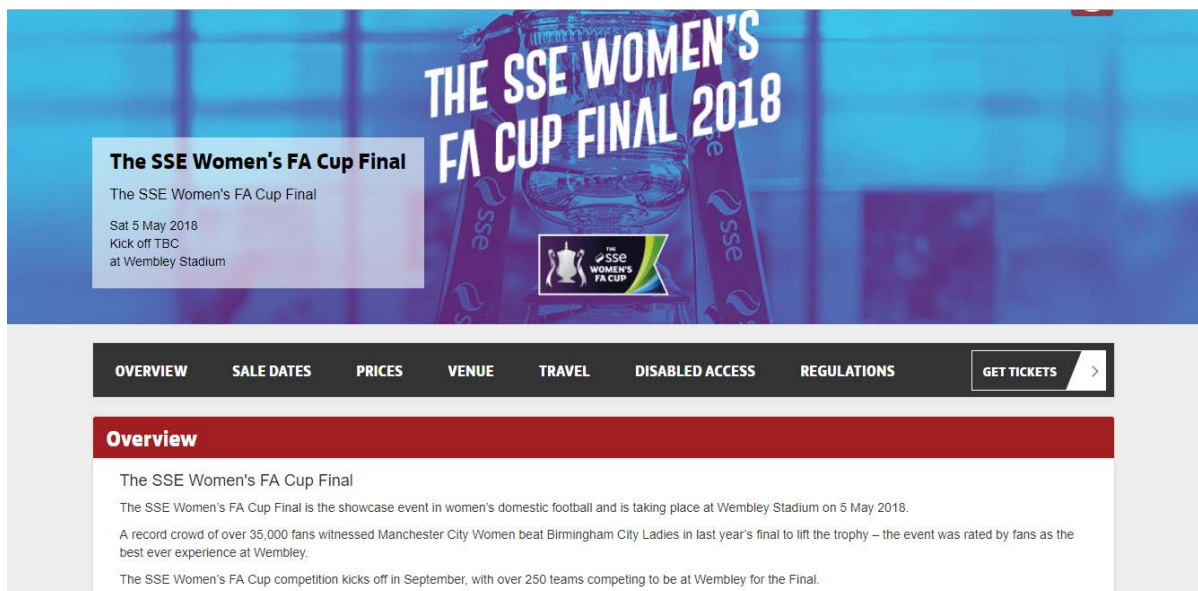 THE SSE WOMEN'S
FA CUP FINAL 2018
The SSE Women's FA Cup Final
The SSE Women's FA Cup Final
Sat 5 May 2018
Kick off TBC
at Wembley Stadium
sse
sse
sse
THE
sse
WOMEN'S
FA CUP
OVERVIEW SALE DATES PRICES VENUE TRAVEL DISABLED ACCESS REGULATIONS GET TICKETS
Overview
The SSE Women's FA Cup Final
The SSE Women's FA Cup Final is the showcase event in women's domestic football and is taking place at Wembley Stadium on 5 May 2018.
A record crowd of over 35,000 fans witnessed Manchester City Women beat Birmingham City Ladies in last year's final to lift the trophy – the event was rated by fans as the
best ever experience at Wembley.
The SSE Women's FA Cup competition kicks off in September, with over 250 teams competing to be at Wembley for the Final.